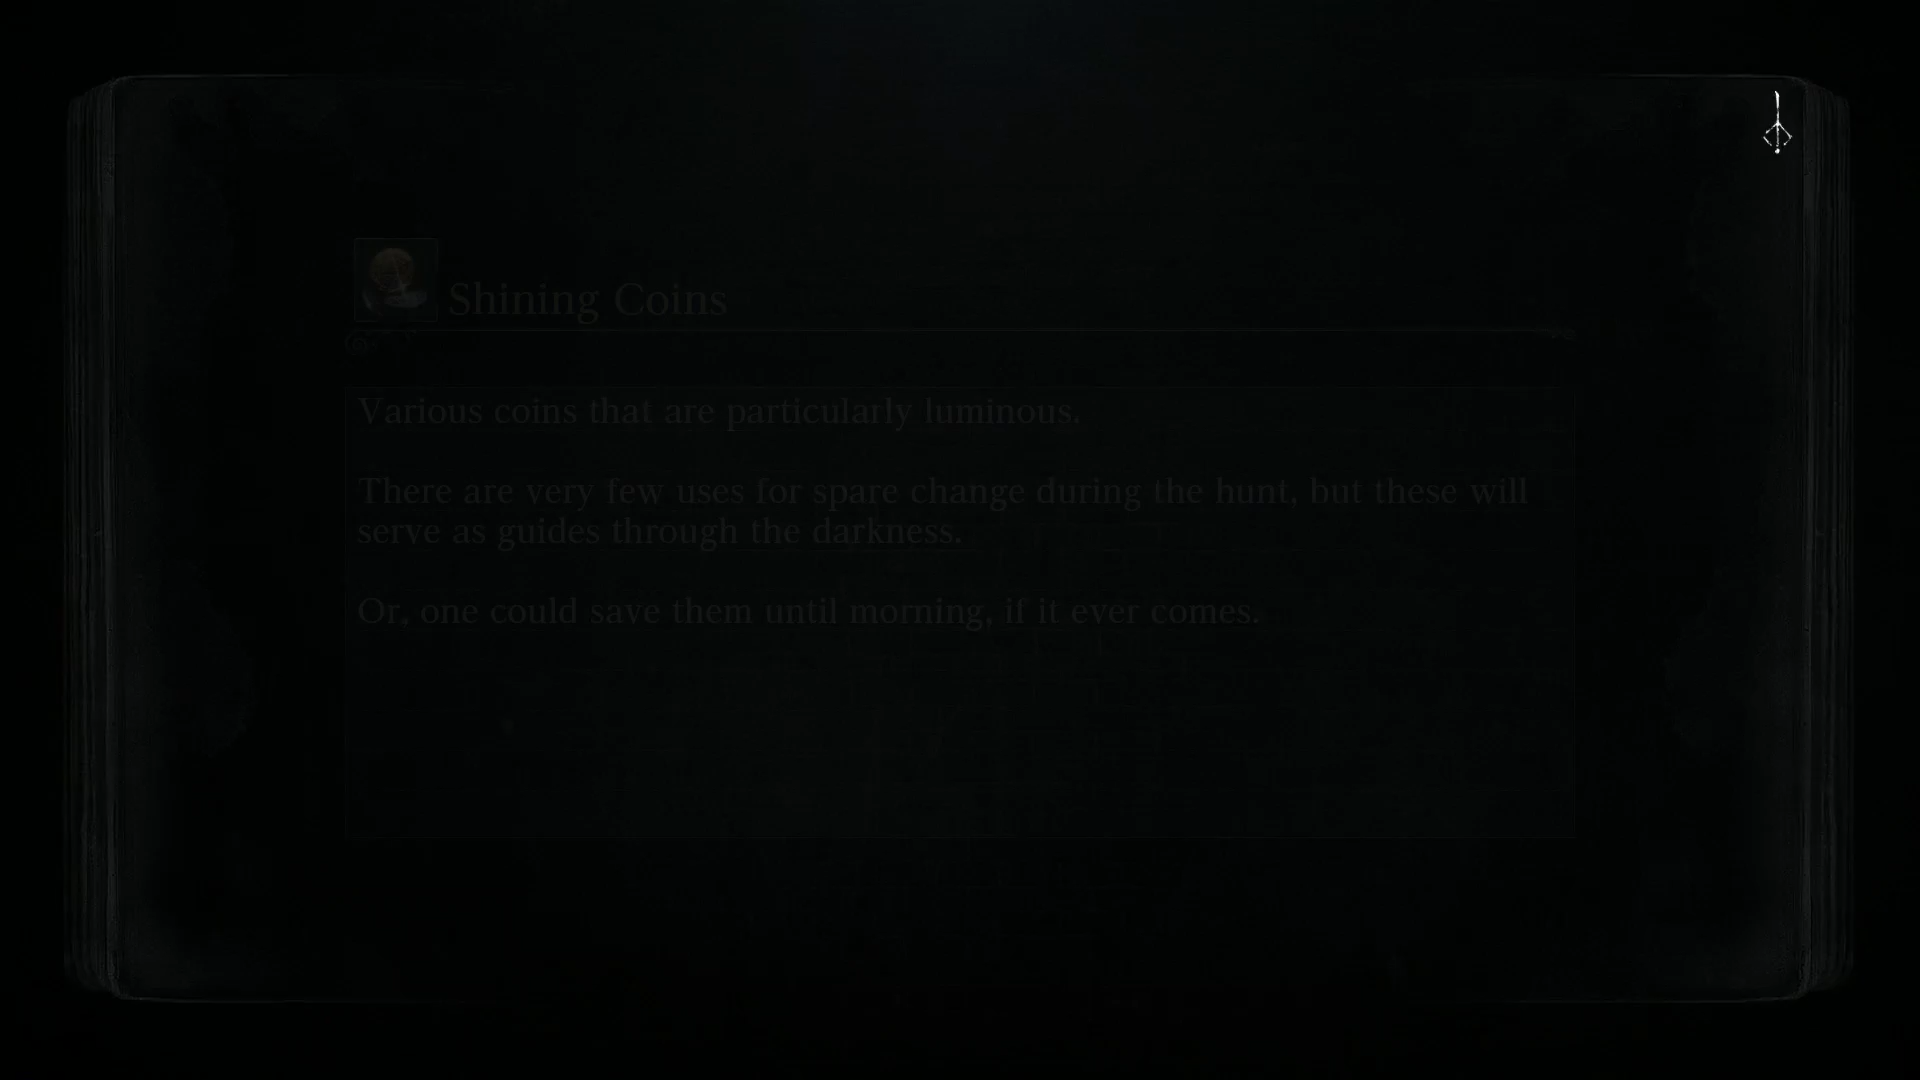 Shining Coins
Various coins that are particularly luminous.
There are very few uses for spare change during the hunt, but these will
serve as guides through the darkness.
Or, one could save them until morning, if it ever comes.